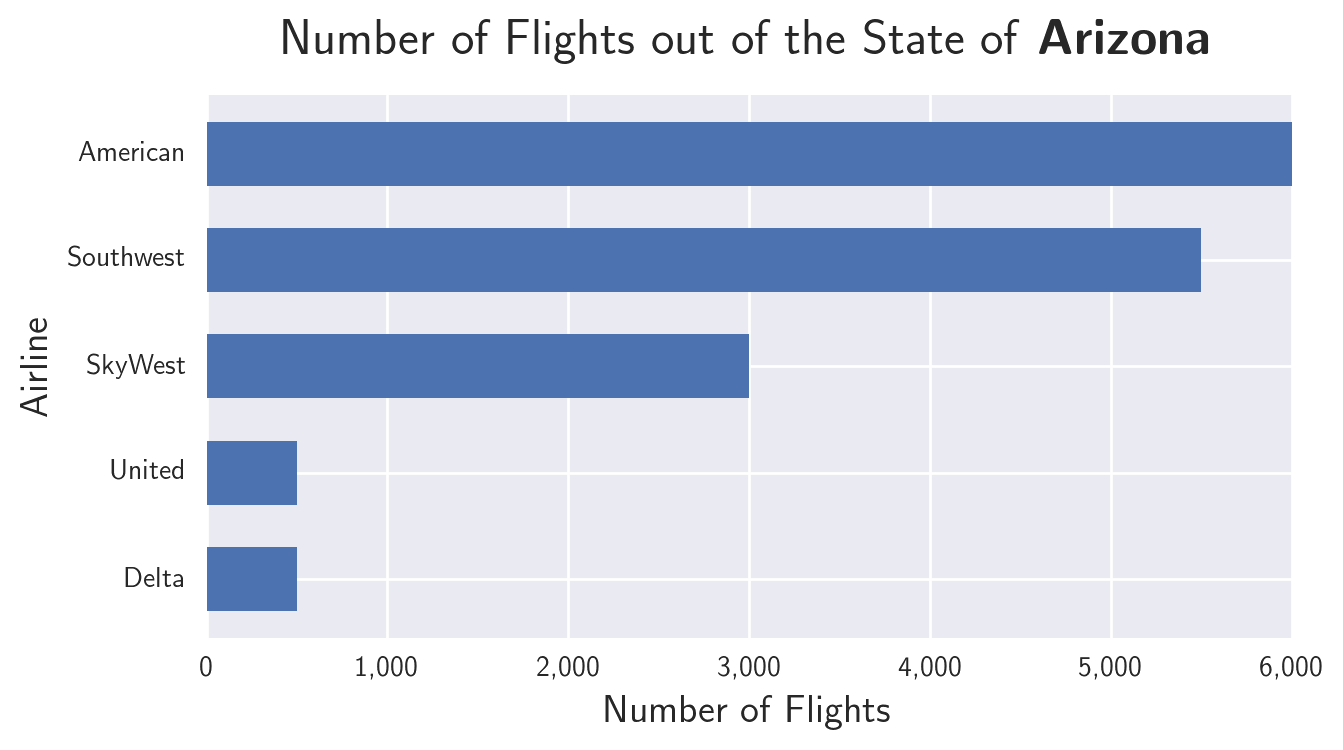 Number of Flights out of the State of Arizona
American
Southwest
SkyWest
United
Delta
Airline
0 1,000 2,000 3,000 4,000 5,000 6,000
Number of Flights